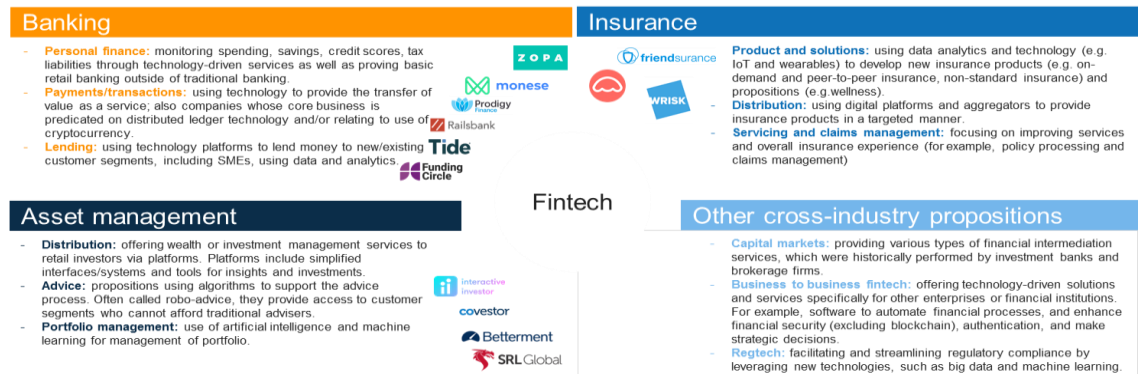 Banking
- Personal finance: monitoring spending, savings, credit scores, tax
liabilities through technology-driven services as well as proving basic
retail banking outside of traditional banking.
- Payments/transactions: using technology to provide the transfer of
value as a service; also companies whose core business is
predicated on distributed ledger technology and/or relating to use of
cryptocurrency.
- Lending: using technology platforms to lend money to new/existing
customer segments, including SMEs, using data and analytics.
ZOPA
monese
Prodigy
Finance
Railsbank
Tide
Funding
Circle
Insurance
friendsurance
WRISK
Product and solutions: using data analytics and technology (e.g.
IoT and wearables) to develop new insurance products (e.g. on-
demand and peer-to-peer insurance, non-standard insurance) and
propositions (e.g.wellness).
- Distribution: using digital platforms and aggregators to provide
insurance products in a targeted manner.
- Servicing and claims management: focusing on improving services
and overall insurance experience (for example, policy processing and
claims management)
Fintech
Asset management
- Distribution: offering wealth or investment management services to
retail investors via platforms. Platforms include simplified
interfaces/systems and tools for insights and investments.
- Advice: propositions using algorithms to support the advice
process. Often called robo-advice, they provide access to customer
segments who cannot afford traditional advisers.
- Portfolio management: use of artificial intelligence and machine
learning for management of portfolio.
interactive
investor
covestor
Betterment
SRL Global
Other cross-industry propositions
- Capital markets: providing various types of financial intermediation
services, which were historically performed by investment banks and
brokerage firms.
- Business to business fintech: offering technology-driven solutions
and services specifically for other enterprises or financial institutions.
For example, software to automate financial processes, and enhance
financial security (excluding blockchain), authentication, and make
strategic decisions.
- Regtech: facilitating and streamlining regulatory compliance by
leveraging new technologies, such as big data and machine learning.